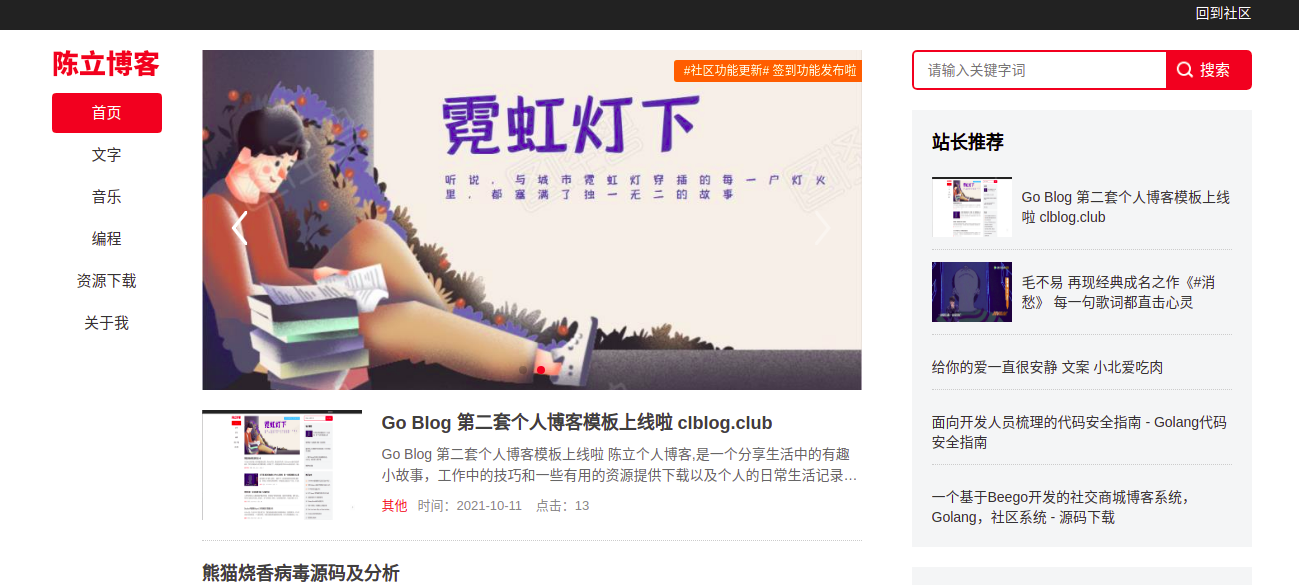 回到社区
陈立博客
首页
文字
音乐
编程
资源下载
关于我
#社区功能更新# 签到功能发布啦
霓虹灯下
听说，与城市霓虹灯穿插的每一户灯火
里，都塞满了独一无二的故事
Go Blog 第二套个人博客模板上线啦 clblog.club
Go Blog 第二套个人博客模板上线啦 陈立个人博客,是一个分享生活中的有趣
小故事，工作中的技巧和一些有用的资源提供下载以及个人的日常生活记录…
其他 时间：2021-10-11 点击：13
熊猫烧香病毒源码及分析
请输入关键字词
搜索
站长推荐
Go Blog 第二套个人博客模板上线
啦 clblog.club
毛不易 再现经典成名之作《#消
愁》 每一句歌词都直击心灵
给你的爱一直很安静 文案 小北爱吃肉
面向开发人员梳理的代码安全指南 - Golang代码
安全指南
一个基于Beego开发的社交商城博客系统，
Golang，社区系统 - 源码下载